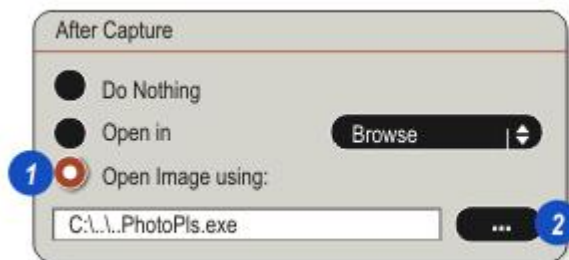 After Capture
Do Nothing
Open in Browse
1 Open Image using:
C:\..\..PhotoPls.exe ... 2